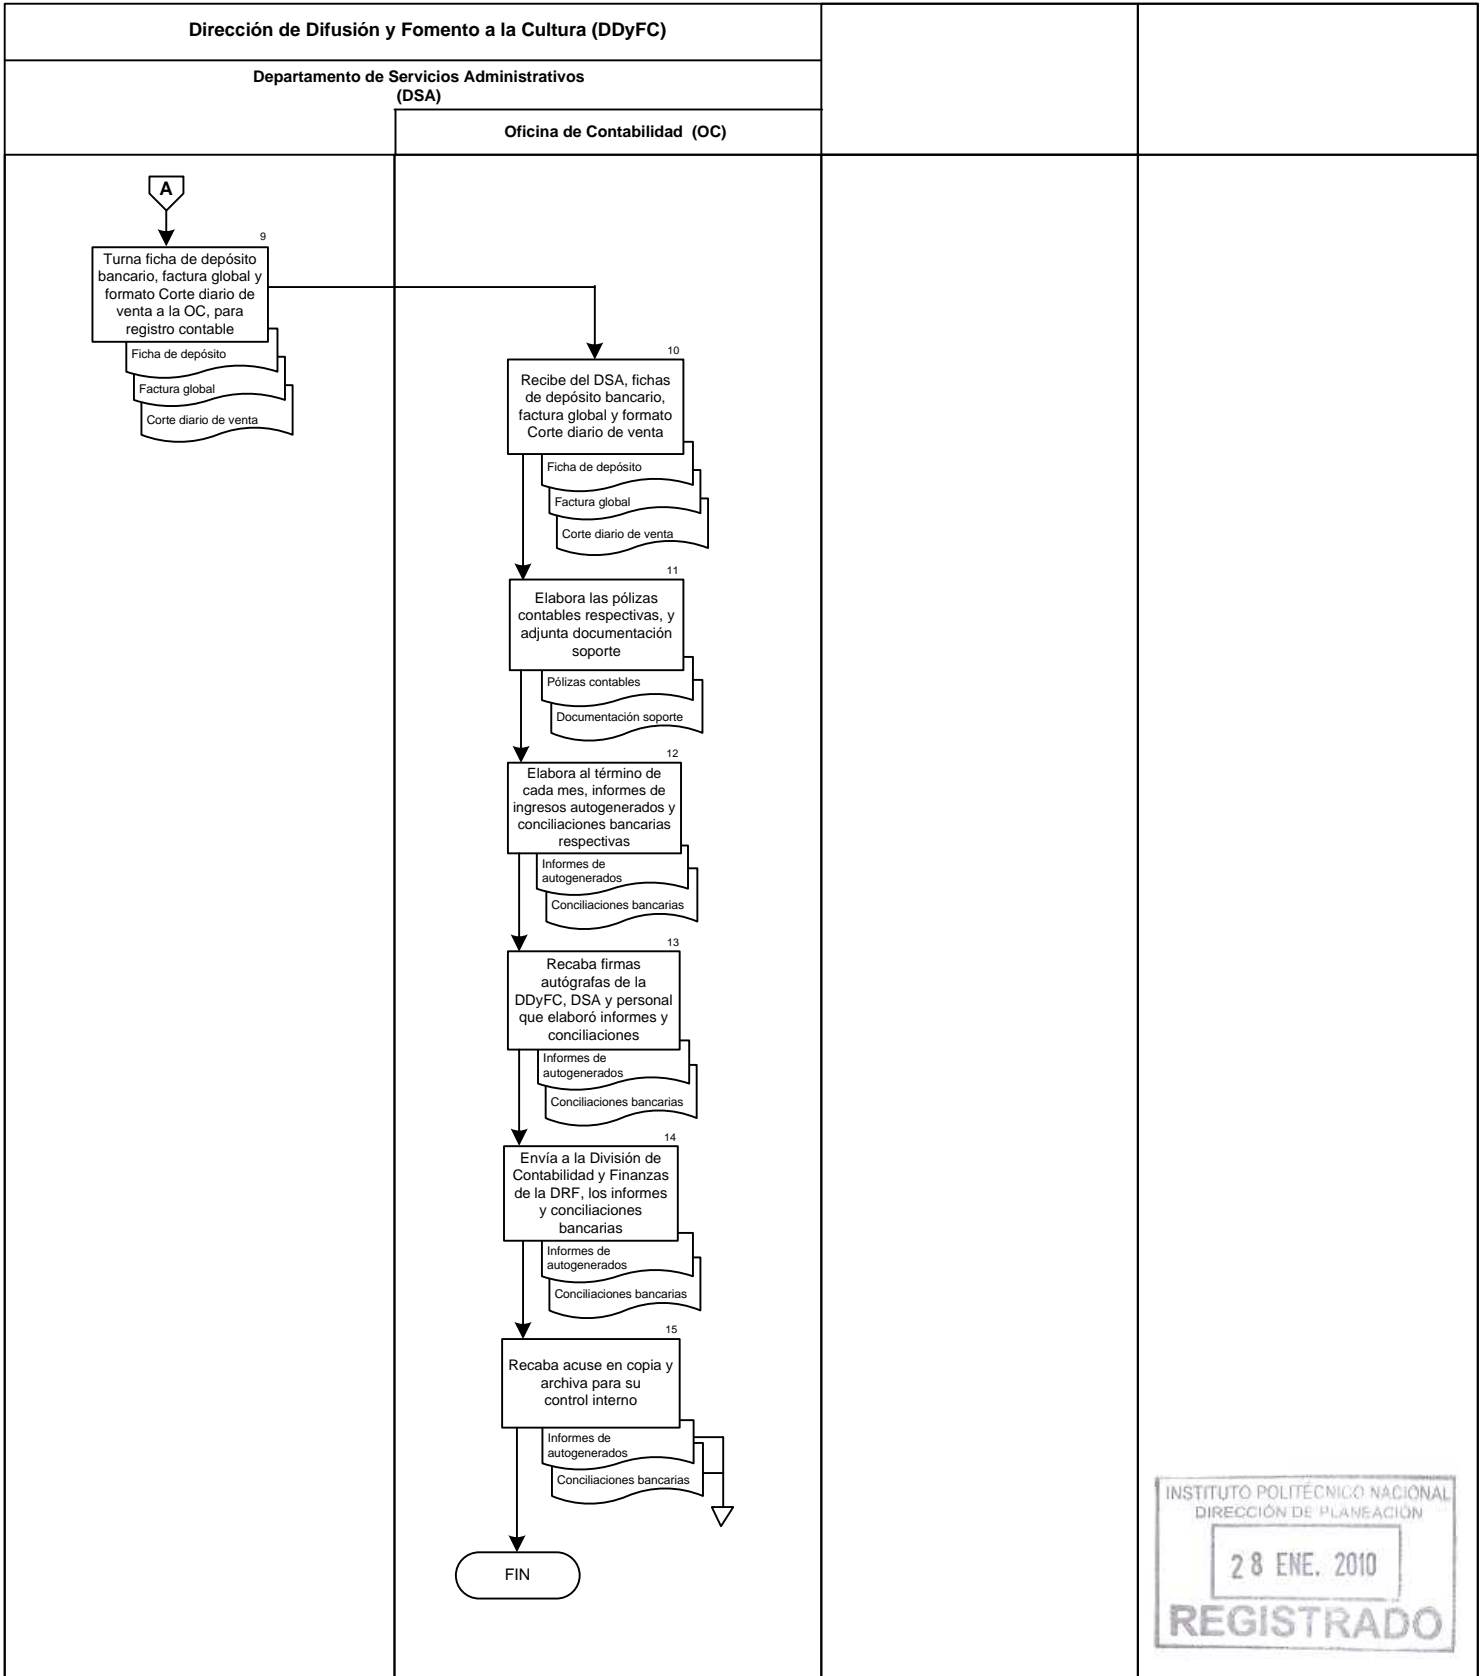 Dirección de Difusión y Fomento a la Cultura (DDyFC)
Departamento de Servicios Administrativos
(DSA)
Oficina de Contabilidad (OC)
A
9
Turna ficha de depósito
bancario, factura global y
formato Corte diario de
venta a la OC, para
registro contable
Ficha de depósito
Factura global
Corte diario de venta
10
Recibe del DSA, fichas
de depósito bancario,
factura global y formato
Corte diario de venta
Ficha de depósito
Factura global
Corte diario de venta
11
Elabora las pólizas
contables respectivas, y
adjunta documentación
soporte
Pólizas contables
Documentación soporte
12
Elabora al término de
cada mes, informes de
ingresos autogenerados y
conciliaciones bancarias
respectivas
Informes de
autogenerados
Conciliaciones bancarias
13
Recaba firmas
autógrafas de la
DDyFC, DSA y personal
que elaboró informes y
conciliaciones
Informes de
autogenerados
Conciliaciones bancarias
14
Envía a la División de
Contabilidad y Finanzas
de la DRF, los informes
y conciliaciones
bancarias
Informes de
autogenerados
Conciliaciones bancarias
15
Recaba acuse en copia y
archiva para su
control interno
Informes de
autogenerados
Conciliaciones bancarias
FIN
INSTITUTO POLITÉCNICO NACIONAL
DIRECCIÓN DE PLANEACIÓN
28 ENE. 2010
REGISTRADO